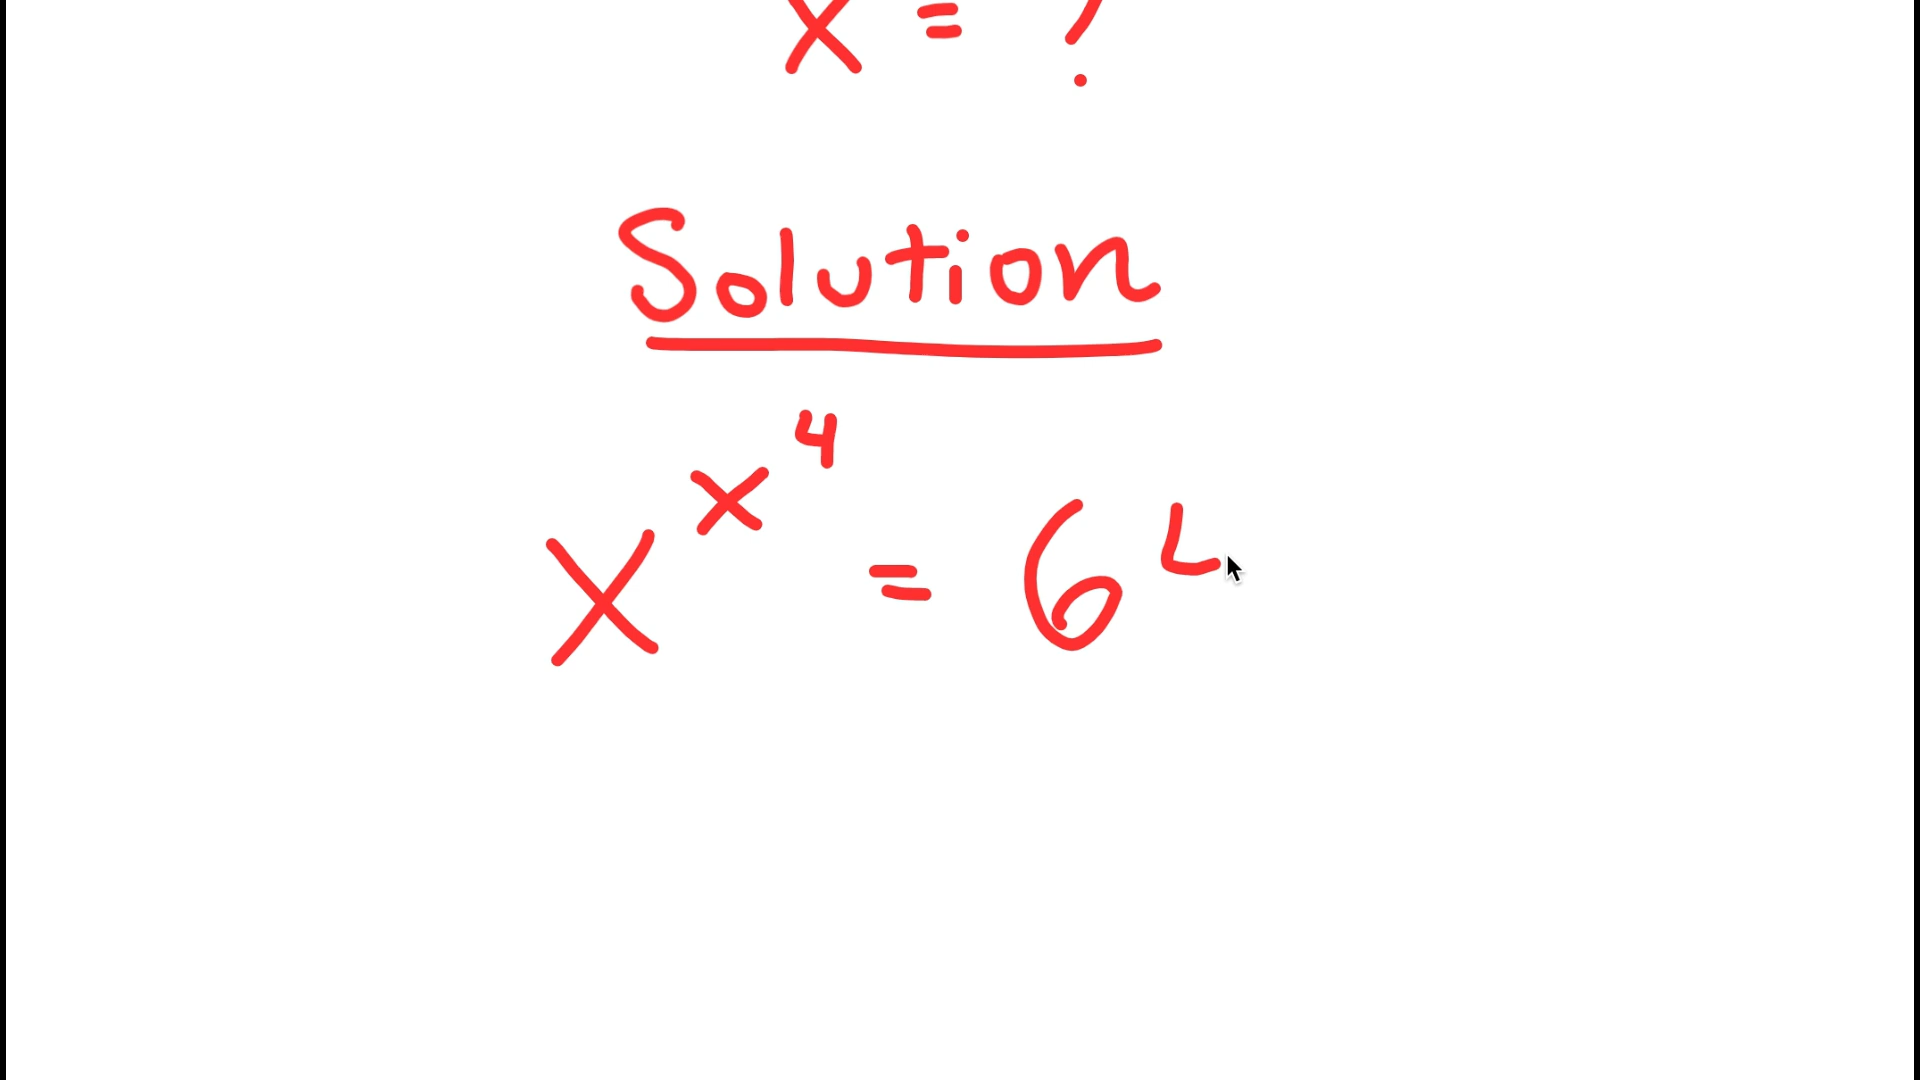 x = ?
Solution
x^x^4 = 6